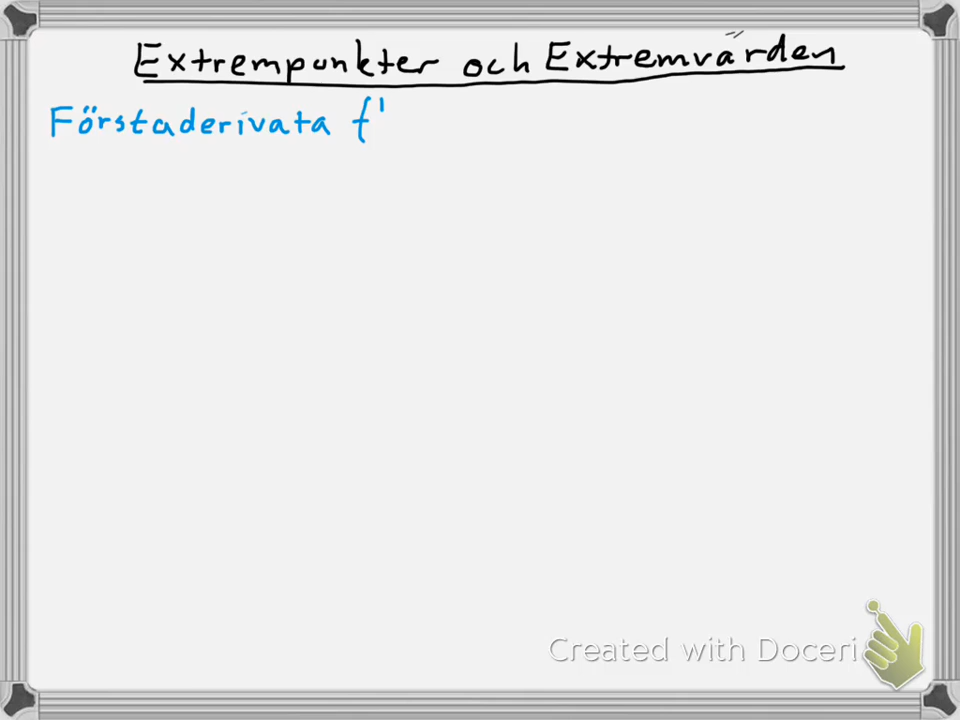 Extrempunkter och Extremvärden
Förstaderivata f'
Created with Doceri